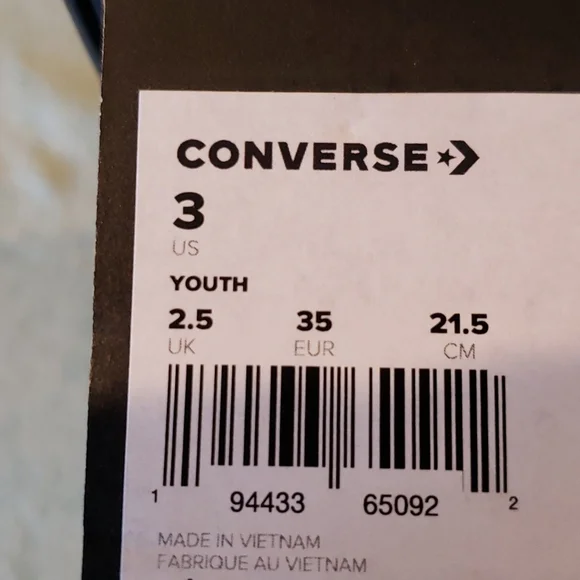 CONVERSE
3
US
YOUTH
2.5 35 21.5
UK EUR CM
1 94433 65092 2
MADE IN VIETNAM
FABRIQUE AU VIETNAM